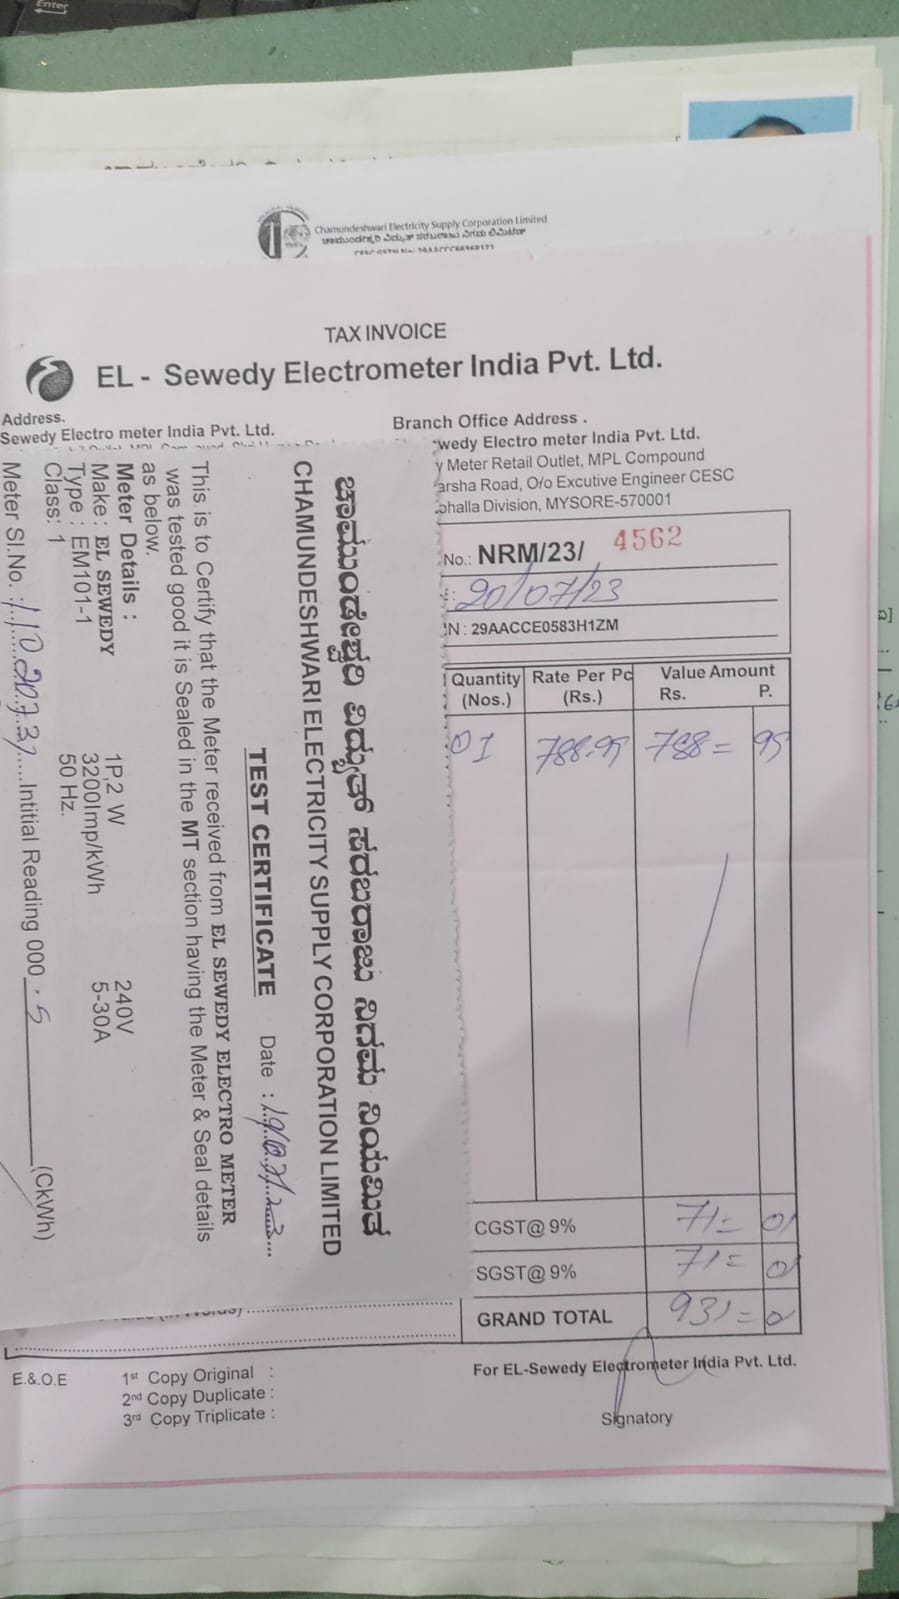 Enter
Chamundeshwari Electricity Supply Corporation Limited
ಚಾಮುಂಡೇಶ್ವರಿ ವಿದ್ಯುತ್ ಸರಬರಾಜು ನಿಗಮ ಲಿಮಿಟೆಡ್
TAX INVOICE
EL - Sewedy Electrometer India Pvt. Ltd.
Address.
Sewedy Electro meter India Pvt. Ltd.
Branch Office Address .
wedy Electro meter India Pvt. Ltd.
y Meter Retail Outlet, MPL Compound
arsha Road, O/o Excutive Engineer CESC
ohalla Division, MYSORE-570001
No.: NRM/23/ 4562
20/07/23
N : 29AACCE0583H1ZM
Quantity (Nos.) Rate Per Pc (Rs.) Value Amount Rs. P.
01 788.95 788= 95
CGST@ 9% 71= 01
SGST@ 9% 71=
GRAND TOTAL 931=
E.&.O.E
1st Copy Original :
2nd Copy Duplicate :
3rd Copy Triplicate :
For EL-Sewedy Electrometer India Pvt. Ltd.
Signatory
ಚಾಮುಂಡೇಶ್ವರಿ ವಿದ್ಯುತ್ ಸರಬರಾಜು ನಿಗಮ ನಿಯಮಿತ
CHAMUNDESHWARI ELECTRICITY SUPPLY CORPORATION LIMITED
TEST CERTIFICATE Date :
This is to Certify that the Meter received from EL SEWEDY ELECTRO METER
was tested good it is Sealed in the MT section having the Meter & Seal details
as below.
Meter Details :
Make : EL SEWEDY 1P,2 W 240V
Type : EM101-1 3200Imp/kWh 5-30A
Class: 1 50 Hz.
Meter Sl.No. : Intitial Reading 000 . 5 (CkWh)